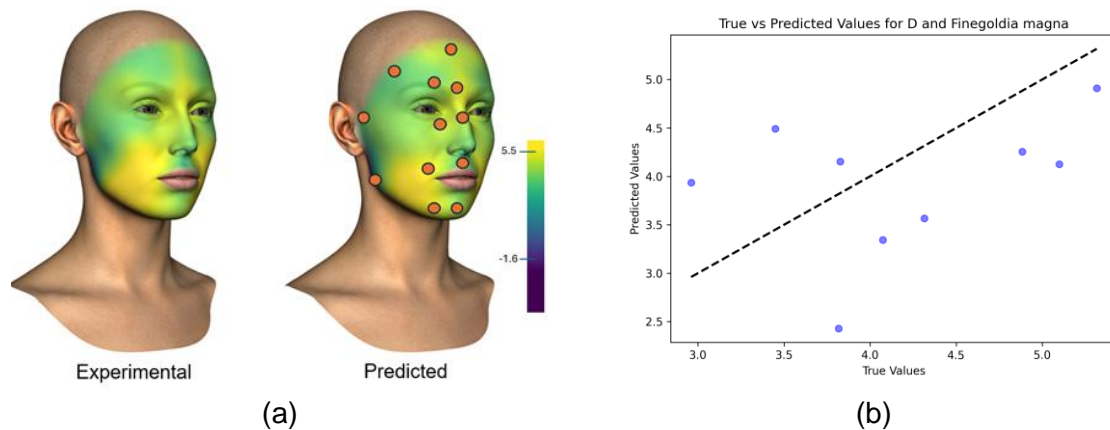 5.5
-1.6
Experimental
Predicted
(a)
True vs Predicted Values for D and Finegoldia magna
Predicted Values
5.0
4.5
4.0
3.5
3.0
2.5
3.0
3.5
4.0
4.5
5.0
True Values
(b)